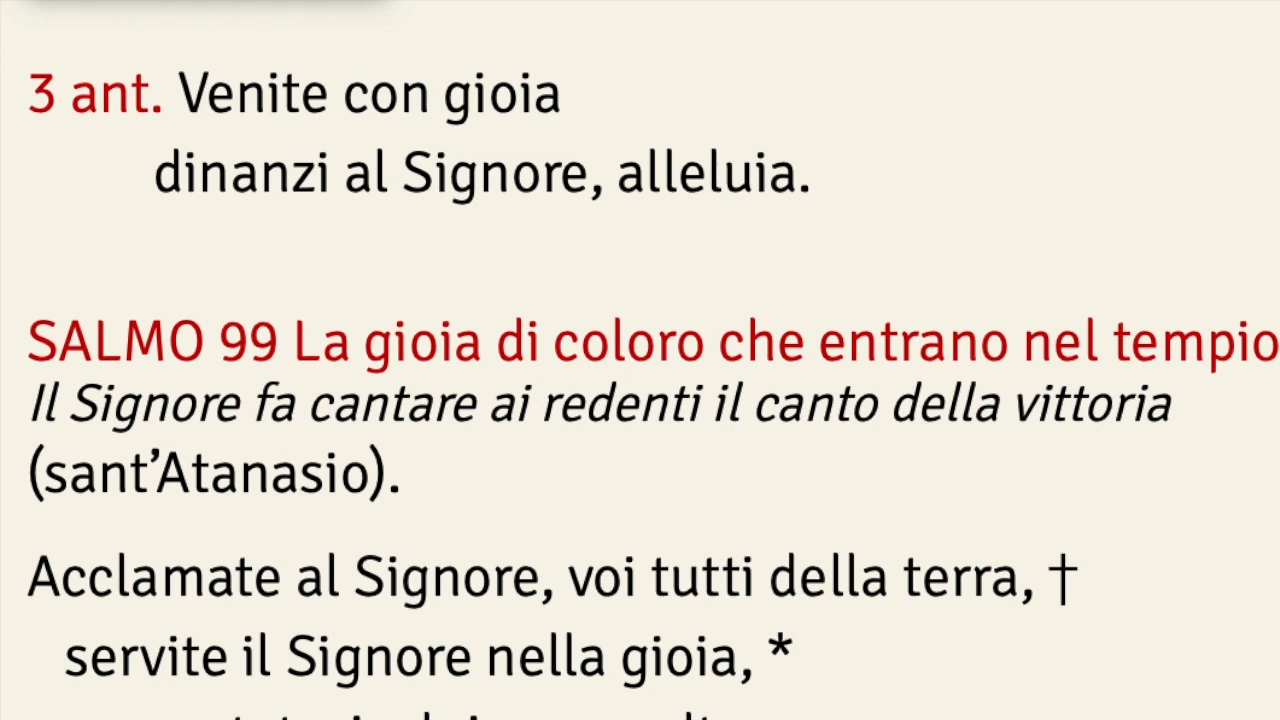 3 ant. Venite con gioia
dinanzi al Signore, alleluia.
SALMO 99 La gioia di coloro che entrano nel tempio
Il Signore fa cantare ai redenti il canto della vittoria
(sant’Atanasio).
Acclamate al Signore, voi tutti della terra, †
servite il Signore nella gioia, *